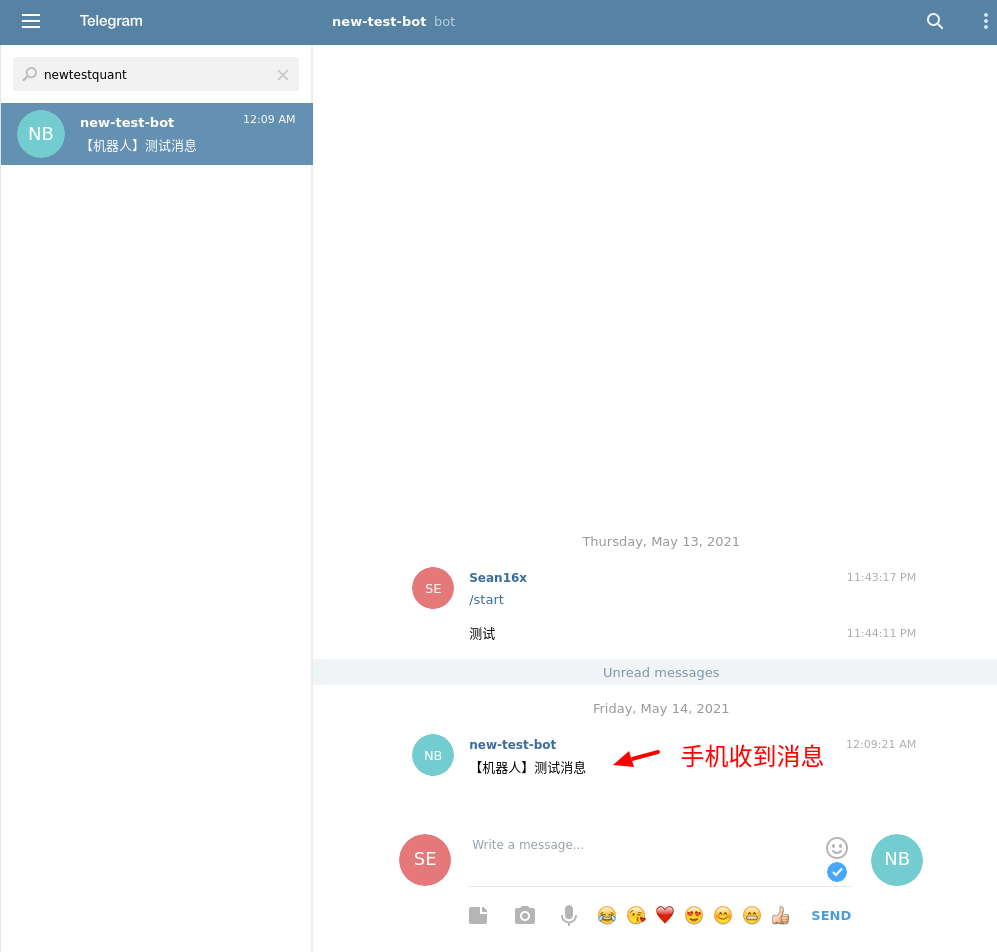 Telegram
new-test-bot bot
newtestquant
NB
new-test-bot
12:09 AM
【机器人】测试消息
Thursday, May 13, 2021
SE
Sean16x
11:43:17 PM
/start
测试
11:44:11 PM
Unread messages
Friday, May 14, 2021
NB
new-test-bot
12:09:21 AM
【机器人】测试消息
手机收到消息
SE
Write a message...
NB
SEND